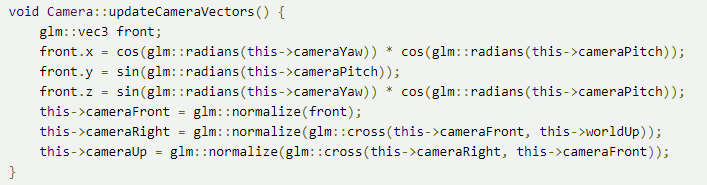 void Camera::updateCameraVectors() {
    glm::vec3 front;
    front.x = cos(glm::radians(this->cameraYaw)) * cos(glm::radians(this->cameraPitch));
    front.y = sin(glm::radians(this->cameraPitch));
    front.z = sin(glm::radians(this->cameraYaw)) * cos(glm::radians(this->cameraPitch));
    this->cameraFront = glm::normalize(front);
    this->cameraRight = glm::normalize(glm::cross(this->cameraFront, this->worldUp));
    this->cameraUp = glm::normalize(glm::cross(this->cameraRight, this->cameraFront));
}